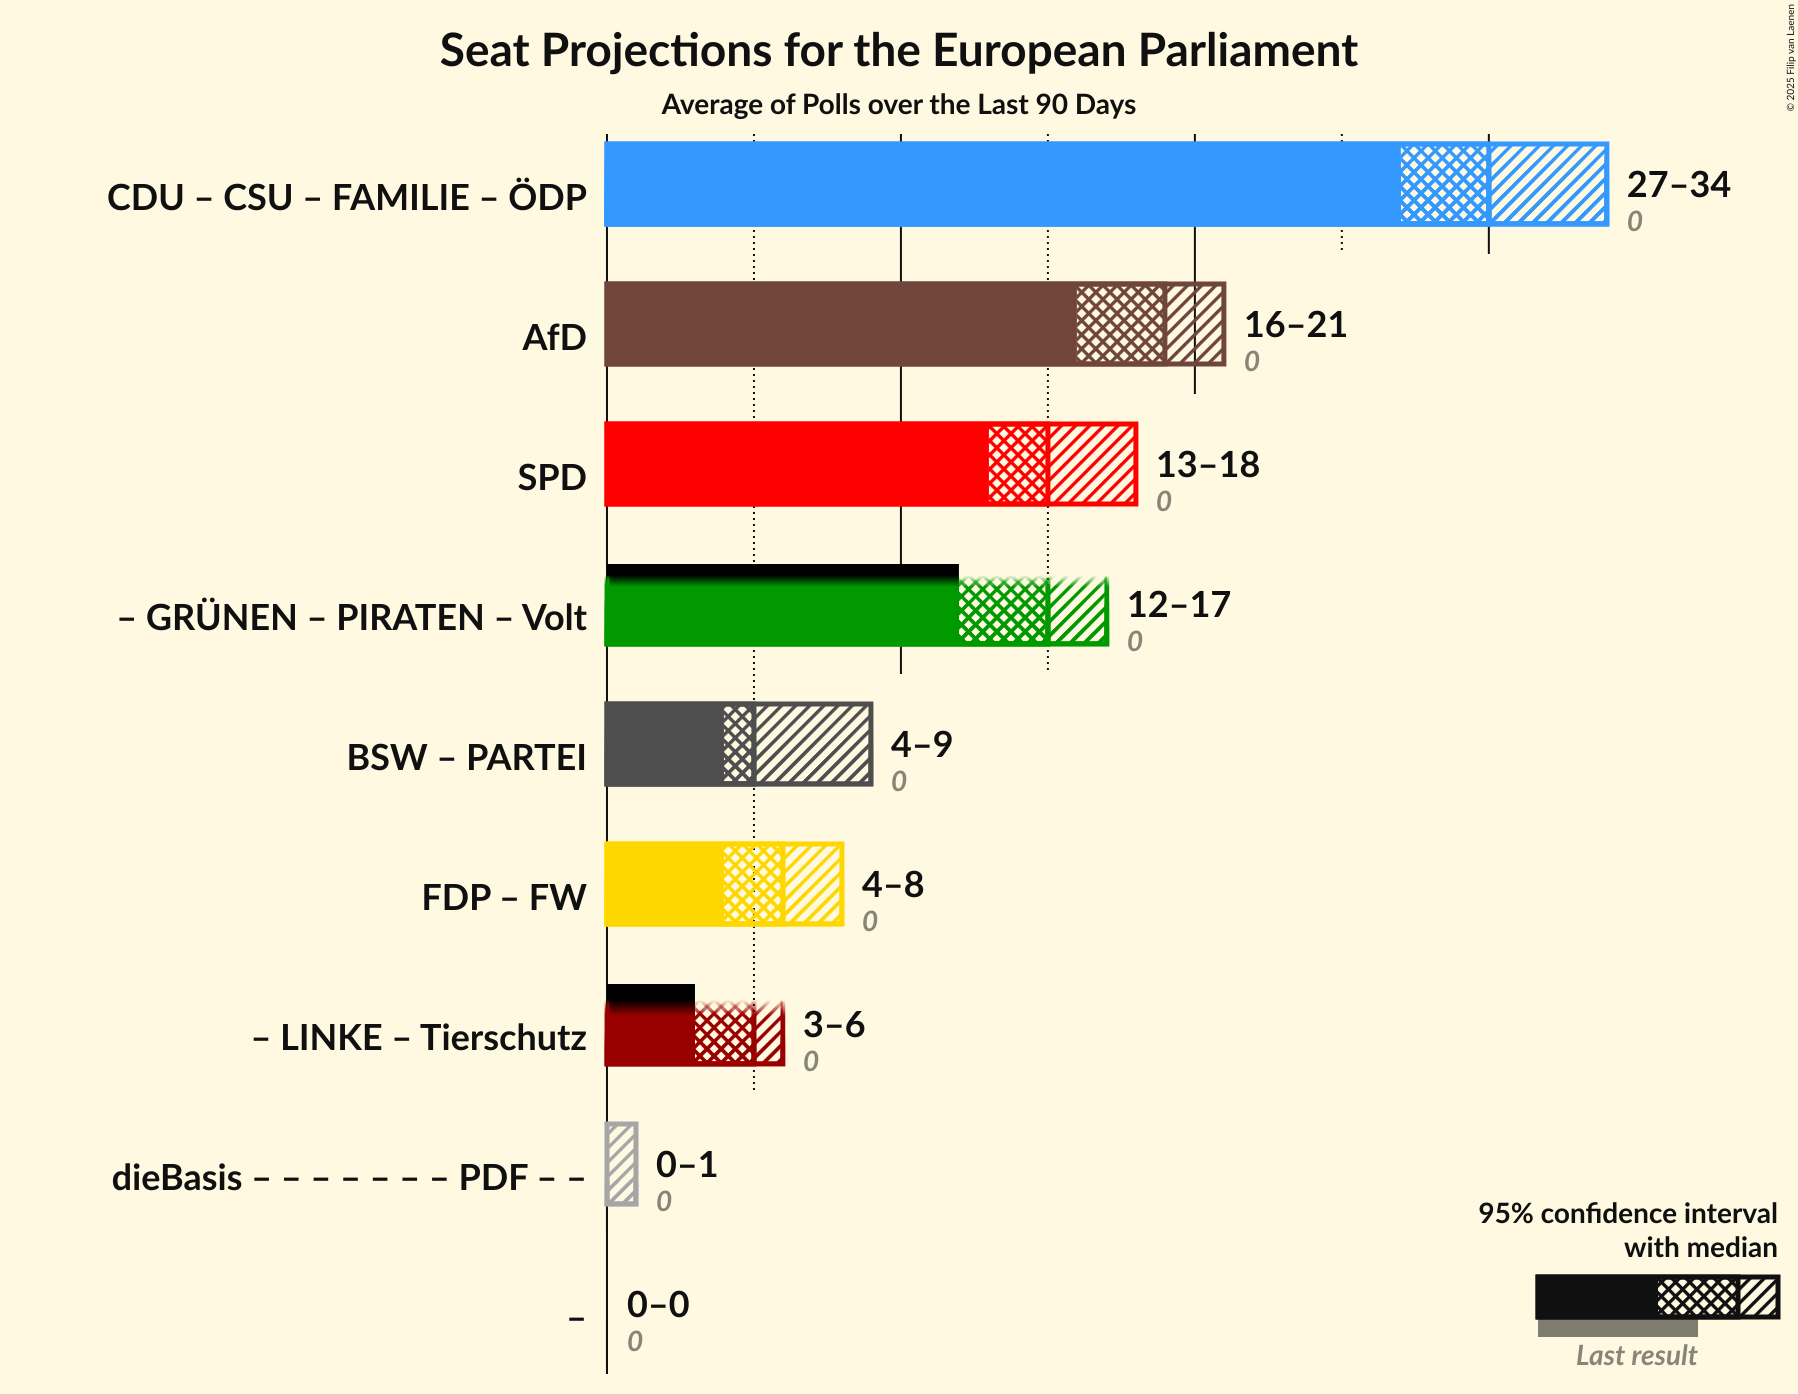 © 2025 Filip van Laenen
Seat Projections for the European Parliament
Average of Polls over the Last 90 Days
CDU – CSU – FAMILIE – ÖDP
27–34
0
AfD
16–21
0
SPD
13–18
0
– GRÜNEN – PIRATEN – Volt
12–17
0
BSW – PARTEI
4–9
0
FDP – FW
4–8
0
– LINKE – Tierschutz
3–6
0
dieBasis – – – – – – – PDF – –
0–1
0
–
0–0
0
95% confidence interval
with median
Last result